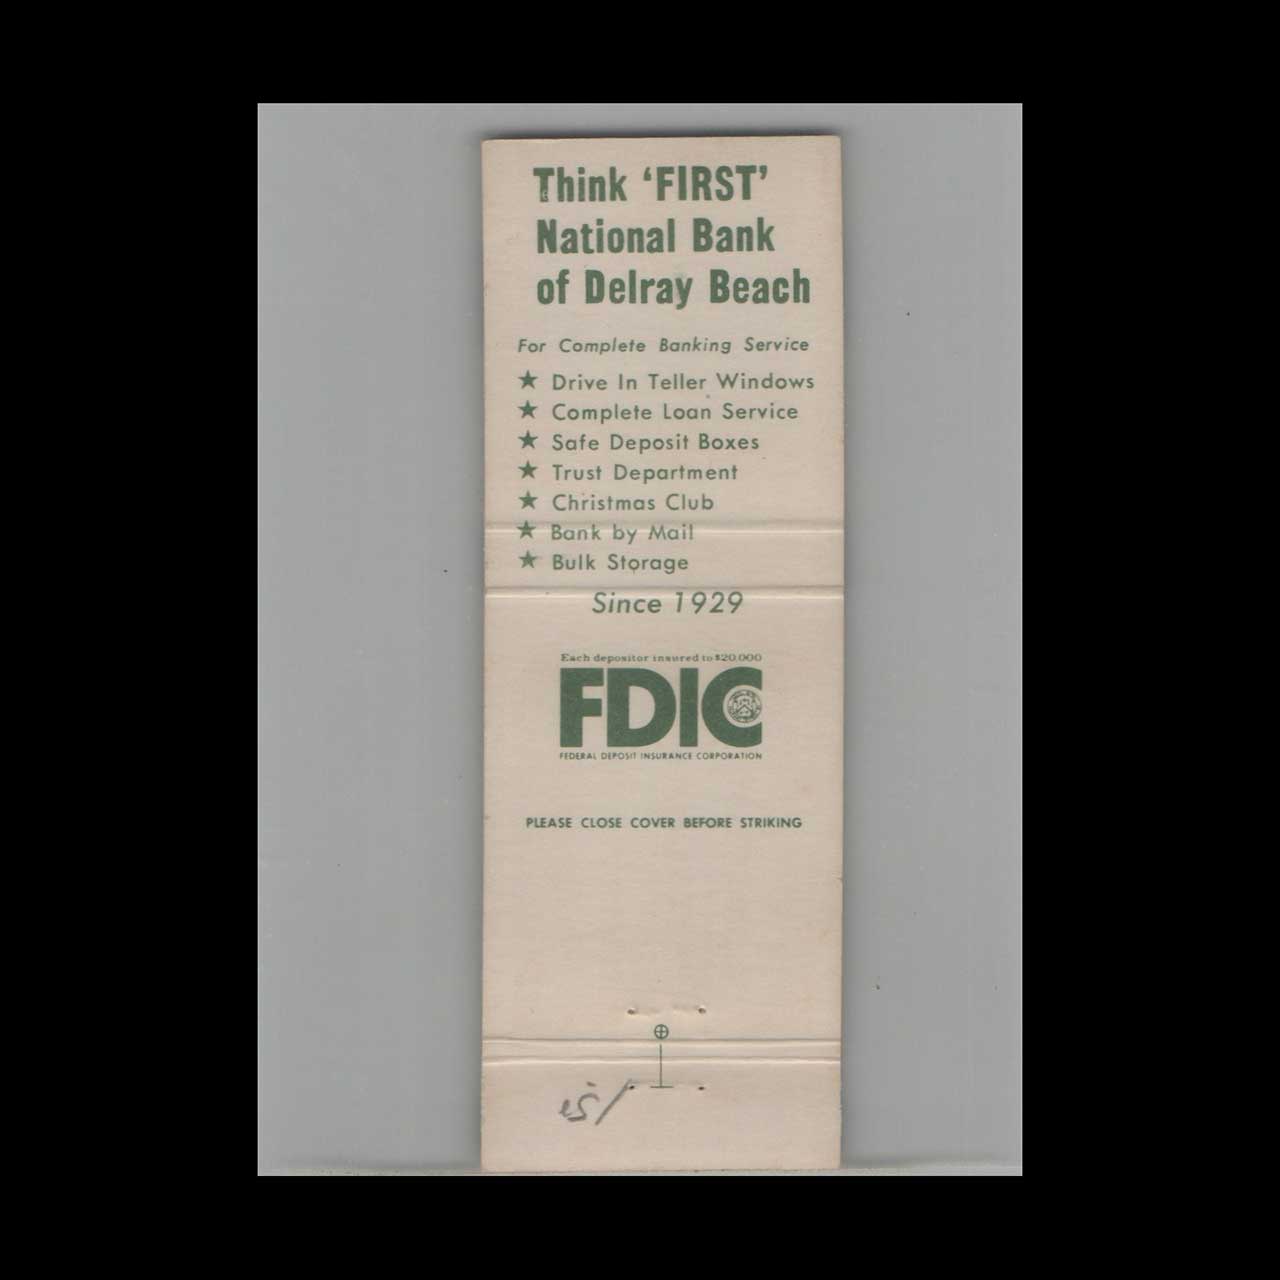 Think ‘FIRST’
National Bank
of Delray Beach
For Complete Banking Service
★ Drive In Teller Windows
★ Complete Loan Service
★ Safe Deposit Boxes
★ Trust Department
★ Christmas Club
★ Bank by Mail
★ Bulk Storage
Since 1929
Each depositor insured to $20,000
FDIC
FEDERAL DEPOSIT INSURANCE CORPORATION
PLEASE CLOSE COVER BEFORE STRIKING